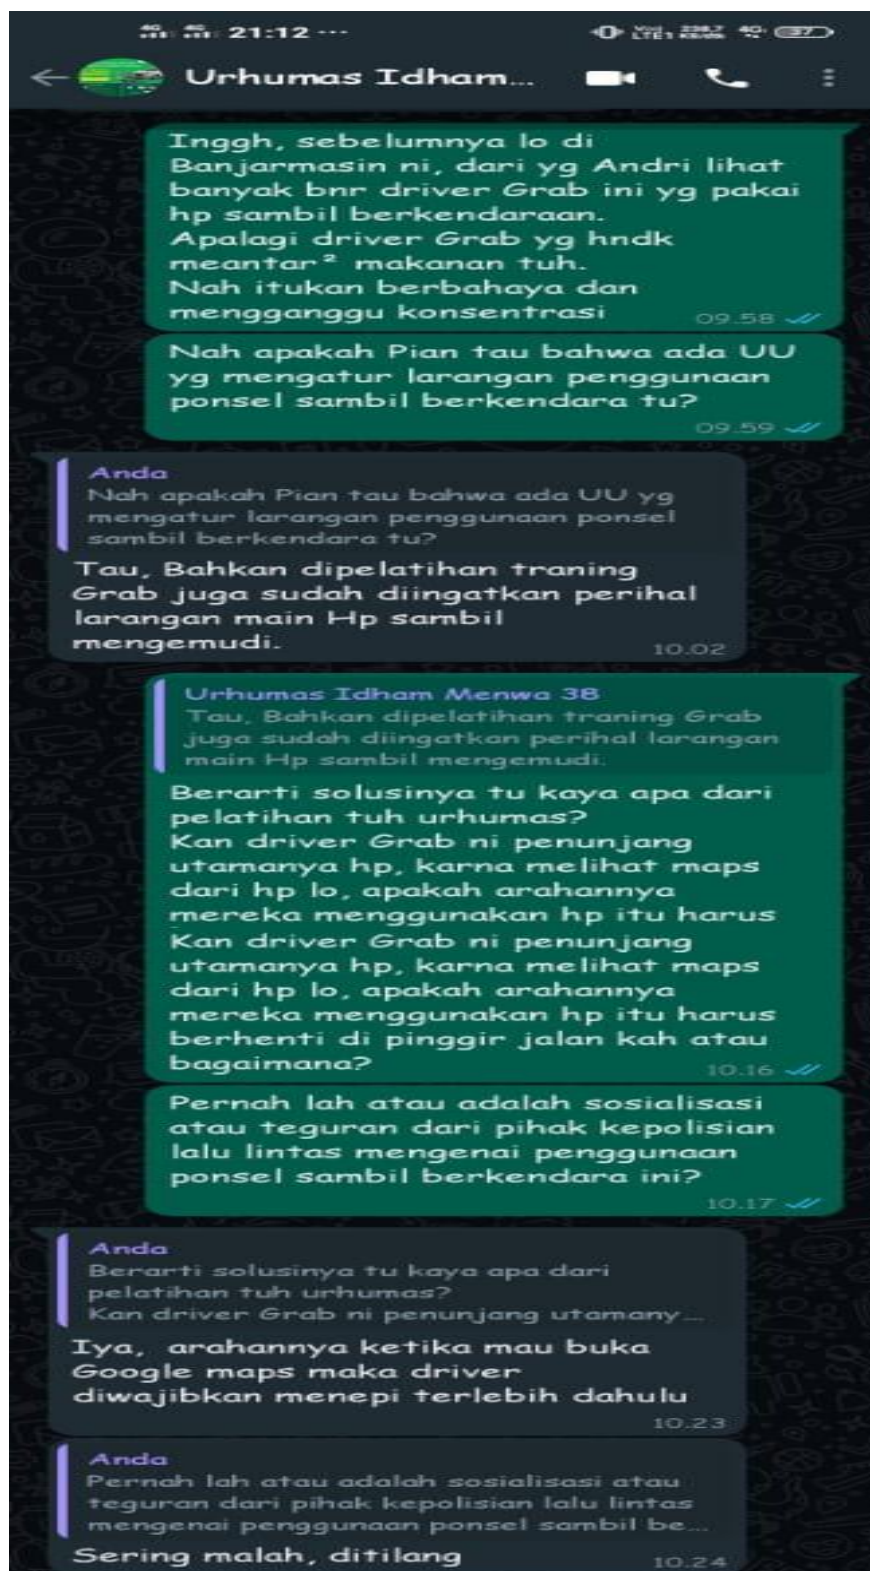 21:12 ...
37
Urhumas Idham...
Inggh, sebelumnya lo di
Banjarmasin ni, dari yg Andri lihat
banyak bnr driver Grab ini yg pakai
hp sambil berkendaraan.
Apalagi driver Grab yg hndk
meantar² makanan tuh.
Nah itukan berbahaya dan
mengganggu konsentrasi
09.58
Nah apakah Pian tau bahwa ada UU
yg mengatur larangan penggunaan
ponsel sambil berkendara tu?
09.59
Anda
Nah apakah Pian tau bahwa ada UU yg
mengatur larangan penggunaan ponsel
sambil berkendara tu?
Tau, Bahkan dipelatihan traning
Grab juga sudah diingatkan perihal
larangan main Hp sambil
mengemudi.
10.02
Urhumas Idham Menwa 38
Tau, Bahkan dipelatihan traning Grab
juga sudah diingatkan perihal larangan
main Hp sambil mengemudi.
Berarti solusinya tu kaya apa dari
pelatihan tuh urhumas?
Kan driver Grab ni penunjang
utamanya hp, karna melihat maps
dari hp lo, apakah arahannya
mereka menggunakan hp itu harus
Kan driver Grab ni penunjang
utamanya hp, karna melihat maps
dari hp lo, apakah arahannya
mereka menggunakan hp itu harus
berhenti di pinggir jalan kah atau
bagaimana?
10.16
Pernah lah atau adalah sosialisasi
atau teguran dari pihak kepolisian
lalu lintas mengenai penggunaan
ponsel sambil berkendara ini?
10.17
Anda
Berarti solusinya tu kaya apa dari
pelatihan tuh urhumas?
Kan driver Grab ni penunjang utamany...
Iya, arahannya ketika mau buka
Google maps maka driver
diwajibkan menepi terlebih dahulu
10.23
Anda
Pernah lah atau adalah sosialisasi atau
teguran dari pihak kepolisian lalu lintas
mengenai penggunaan ponsel sambil be...
Sering malah, ditilang
10.24